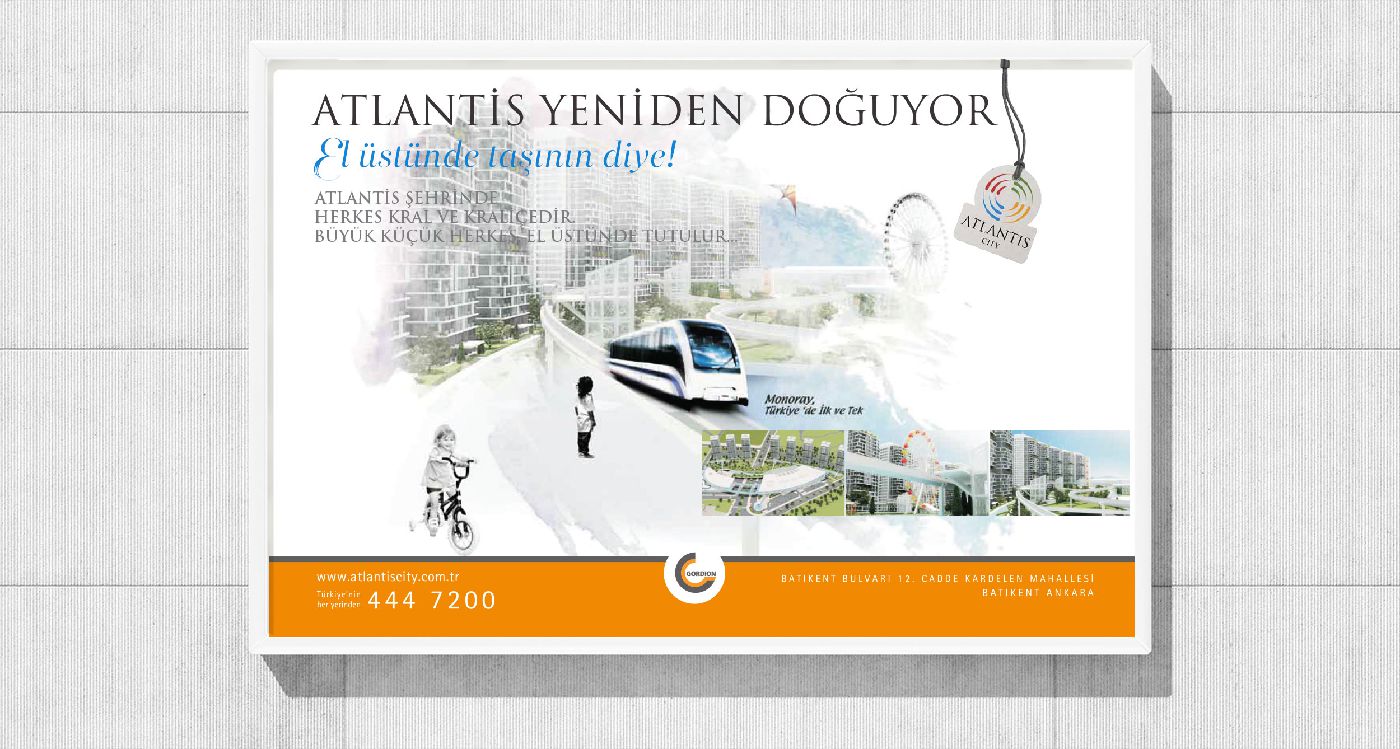 ATLANTİS YENİDEN DOĞUYOR
El üstünde taşının diye!
ATLANTİS ŞEHRİNDE
HERKES KRAL VE KRALİÇEDİR.
BÜYÜK KÜÇÜK HERKES, EL ÜSTÜNDE TUTULUR...
ATLANTIS
CITY
Monoray,
Türkiye 'de İlk ve Tek
www.atlantiscity.com.tr
Türkiye'nin
her yerinden
444 7200
GORDION
BATIKENT BULVARI 12. CADDE KARDELEN MAHALLESİ
BATIKENT ANKARA